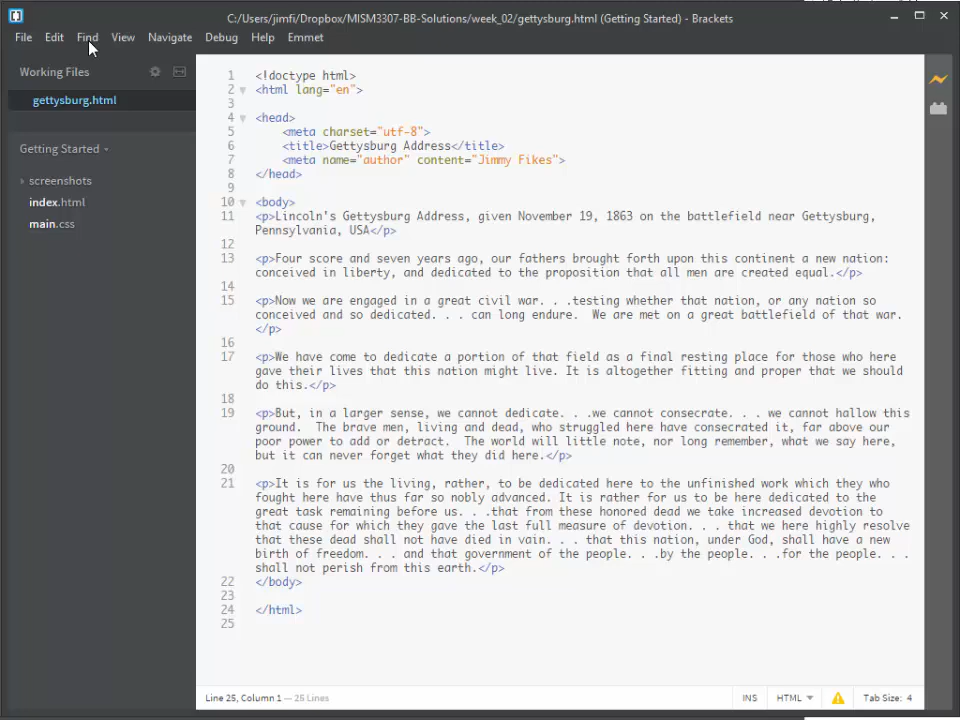 C:/Users/jimfi/Dropbox/MISM3307-BB-Solutions/week_02/gettysburg.html (Getting Started) - Brackets
File Edit Find View Navigate Debug Help Emmet
Working Files
gettysburg.html
Getting Started
screenshots
index.html
main.css
1 <!doctype html>
2 <html lang="en">
3
4 <head>
5     <meta charset="utf-8">
6     <title>Gettysburg Address</title>
7     <meta name="author" content="Jimmy Fikes">
8 </head>
9
10 <body>
11 <p>Lincoln's Gettysburg Address, given November 19, 1863 on the battlefield near Gettysburg,
Pennsylvania, USA</p>
12
13 <p>Four score and seven years ago, our fathers brought forth upon this continent a new nation:
conceived in liberty, and dedicated to the proposition that all men are created equal.</p>
14
15 <p>Now we are engaged in a great civil war. . .testing whether that nation, or any nation so
conceived and so dedicated. . . can long endure.  We are met on a great battlefield of that war.
</p>
16
17 <p>We have come to dedicate a portion of that field as a final resting place for those who here
gave their lives that this nation might live. It is altogether fitting and proper that we should
do this.</p>
18
19 <p>But, in a larger sense, we cannot dedicate. . .we cannot consecrate. . . we cannot hallow this
ground.  The brave men, living and dead, who struggled here have consecrated it, far above our
poor power to add or detract.  The world will little note, nor long remember, what we say here,
but it can never forget what they did here.</p>
20
21 <p>It is for us the living, rather, to be dedicated here to the unfinished work which they who
fought here have thus far so nobly advanced. It is rather for us to be here dedicated to the
great task remaining before us. . .that from these honored dead we take increased devotion to
that cause for which they gave the last full measure of devotion. . . that we here highly resolve
that these dead shall not have died in vain. . . that this nation, under God, shall have a new
birth of freedom. . . and that government of the people. . .by the people. . .for the people. . .
shall not perish from this earth.</p>
22 </body>
23
24 </html>
25
Line 25, Column 1 — 25 Lines
INS HTML Tab Size: 4